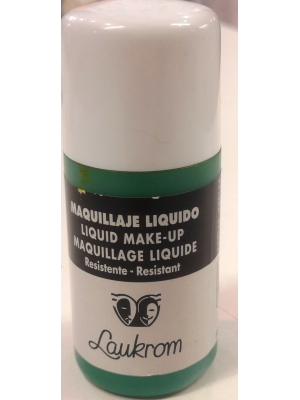 MAQUILLAJE LIQUIDO
LIQUID MAKE-UP
MAQUILLAGE LIQUIDE
Resistente - Resistant
Laukrom